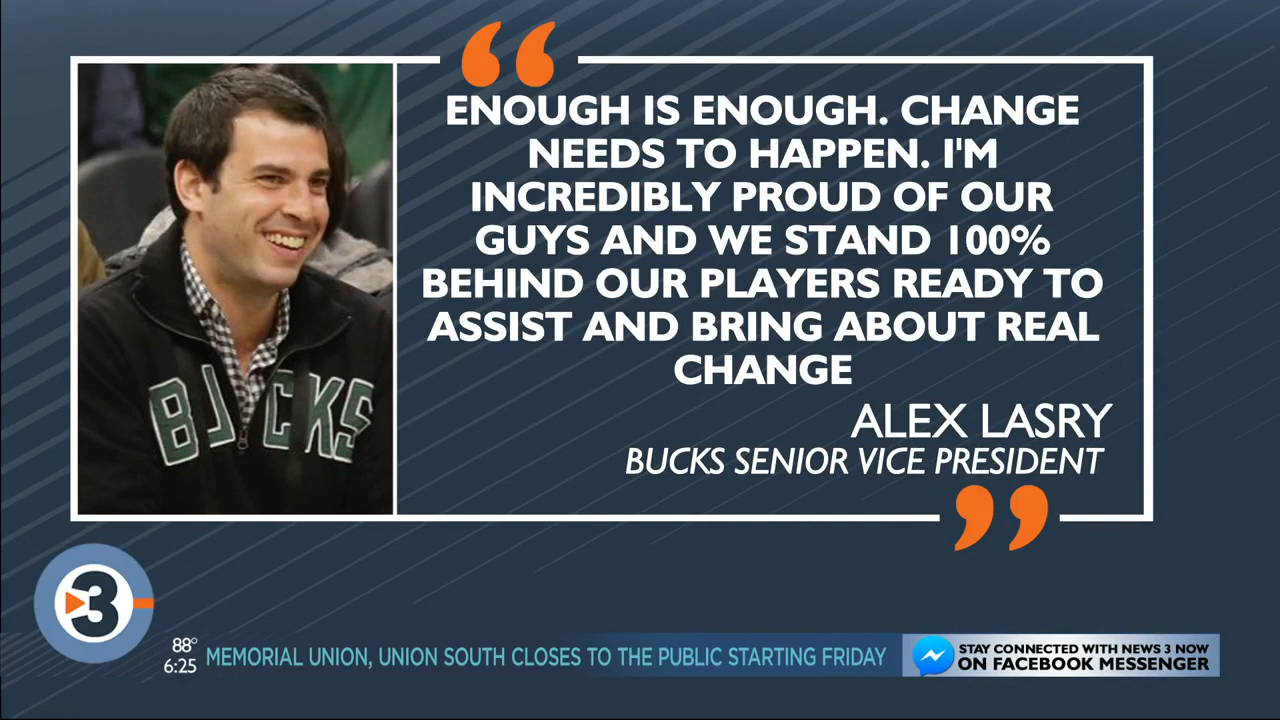 ENOUGH IS ENOUGH. CHANGE
NEEDS TO HAPPEN. I'M
INCREDIBLY PROUD OF OUR
GUYS AND WE STAND 100%
BEHIND OUR PLAYERS READY TO
ASSIST AND BRING ABOUT REAL
CHANGE
ALEX LASRY
BUCKS SENIOR VICE PRESIDENT
BUCKS
3
88°
6:25
MEMORIAL UNION, UNION SOUTH CLOSES TO THE PUBLIC STARTING FRIDAY
STAY CONNECTED WITH NEWS 3 NOW
ON FACEBOOK MESSENGER